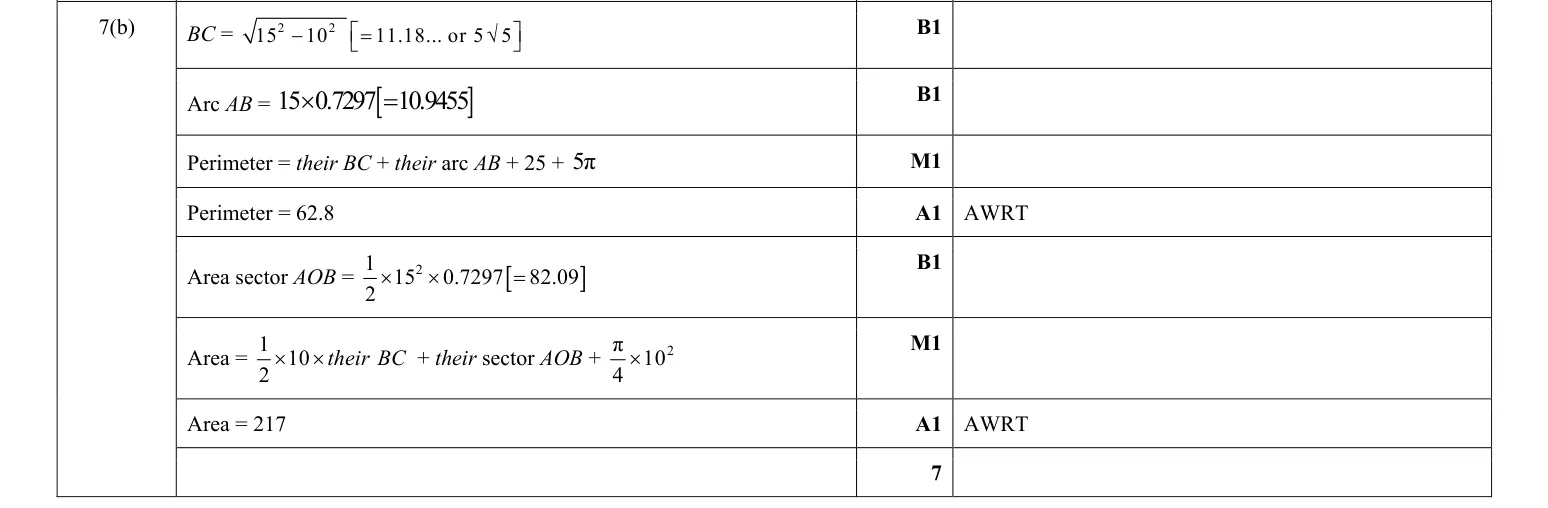 7(b) BC = √(15² − 10²) [= 11.18... or 5√5] B1
Arc AB = 15×0.7297[=10.9455] B1
Perimeter = their BC + their arc AB + 25 + 5π M1
Perimeter = 62.8 A1 AWRT
Area sector AOB = 1/2 × 15² × 0.7297[= 82.09] B1
Area = 1/2 × 10 × their BC + their sector AOB + π/4 × 10² M1
Area = 217 A1 AWRT
7